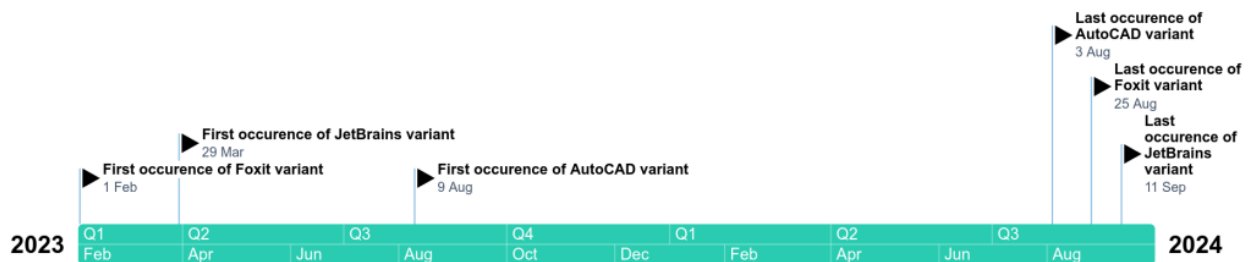 Last occurence of
AutoCAD variant
3 Aug
Last occurence of
Foxit variant
25 Aug
First occurence of JetBrains variant
29 Mar
Last
occurence of
JetBrains
variant
11 Sep
First occurence of Foxit variant
1 Feb
First occurence of AutoCAD variant
9 Aug
2023
Q1 Q2 Q3 Q4 Q1 Q2 Q3
Feb Apr Jun Aug Oct Dec Feb Apr Jun Aug
2024